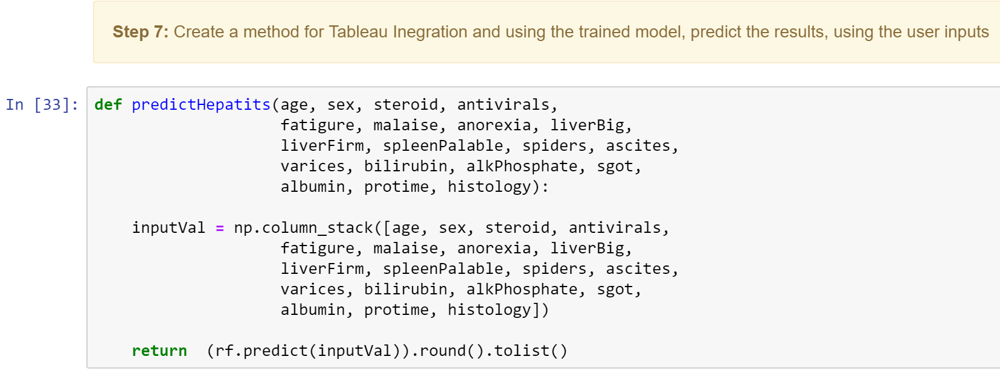 Step 7: Create a method for Tableau Inegration and using the trained model, predict the results, using the user inputs
In [33]:
def predictHepatits(age, sex, steroid, antivirals,
fatigure, malaise, anorexia, liverBig,
liverFirm, spleenPalable, spiders, ascites,
varices, bilirubin, alkPhosphate, sgot,
albumin, protime, histology):
inputVal = np.column_stack([age, sex, steroid, antivirals,
fatigure, malaise, anorexia, liverBig,
liverFirm, spleenPalable, spiders, ascites,
varices, bilirubin, alkPhosphate, sgot,
albumin, protime, histology])
return  (rf.predict(inputVal)).round().tolist()